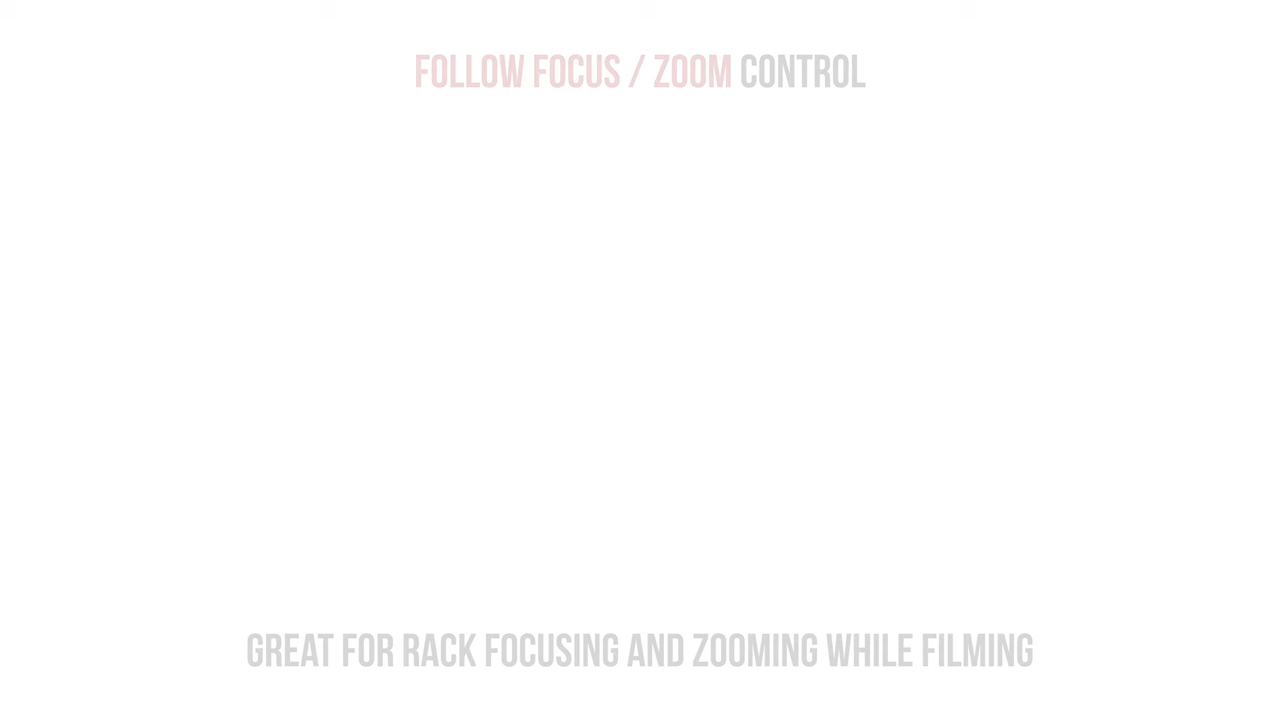 FOLLOW FOCUS / ZOOM CONTROL
GREAT FOR RACK FOCUSING AND ZOOMING WHILE FILMING